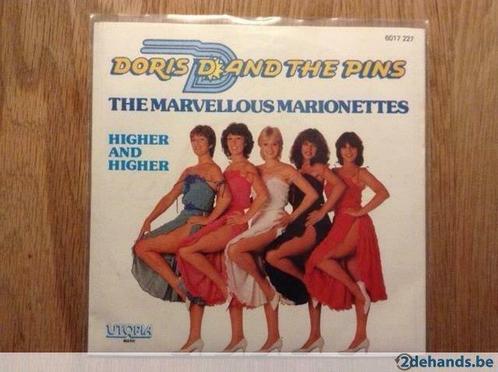 6017 227
DORIS D AND THE PINS
THE MARVELLOUS MARIONETTES
HIGHER
AND
HIGHER
UTOPIA
2dehands.be